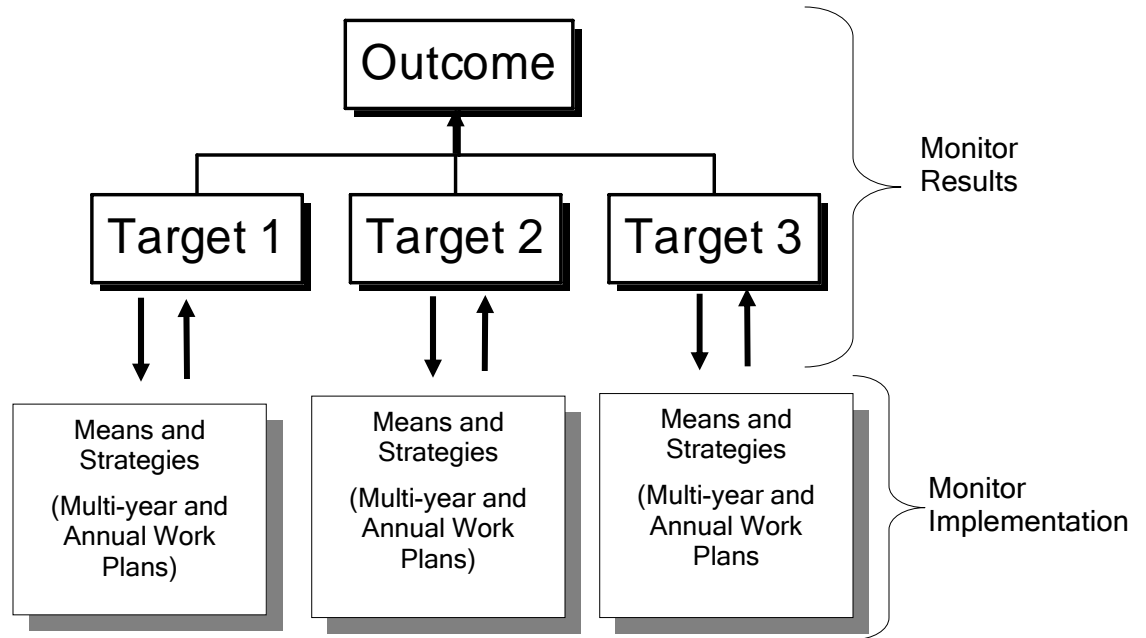 Outcome
Monitor
Results
Target 1
Target 2
Target 3
Means and
Strategies
(Multi-year and
Annual Work
Plans)
Means and
Strategies
(Multi-year and
Annual Work
Plans)
Means and
Strategies
(Multi-year and
Annual Work
Plans
Monitor
Implementation